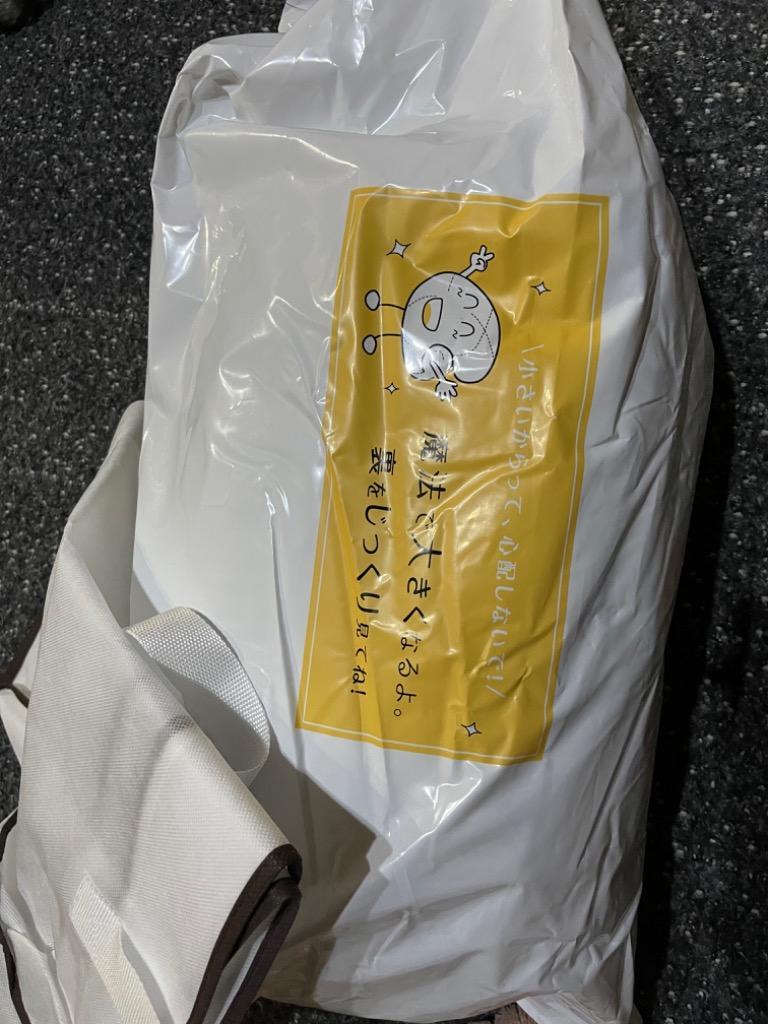 \小さいからって、心配しないで!/
魔法で大きくなるよ。
裏をじっくり見てね!